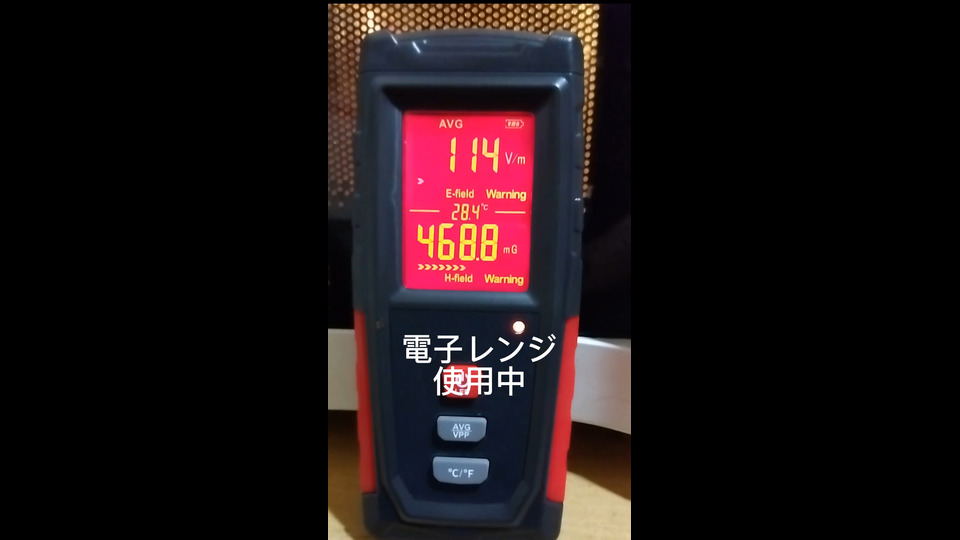 AVG
114 V/m
E-field Warning
28.4 °C
468.8 mG
H-field Warning
電子レンジ
使用中
AVG
VPP
°C/°F